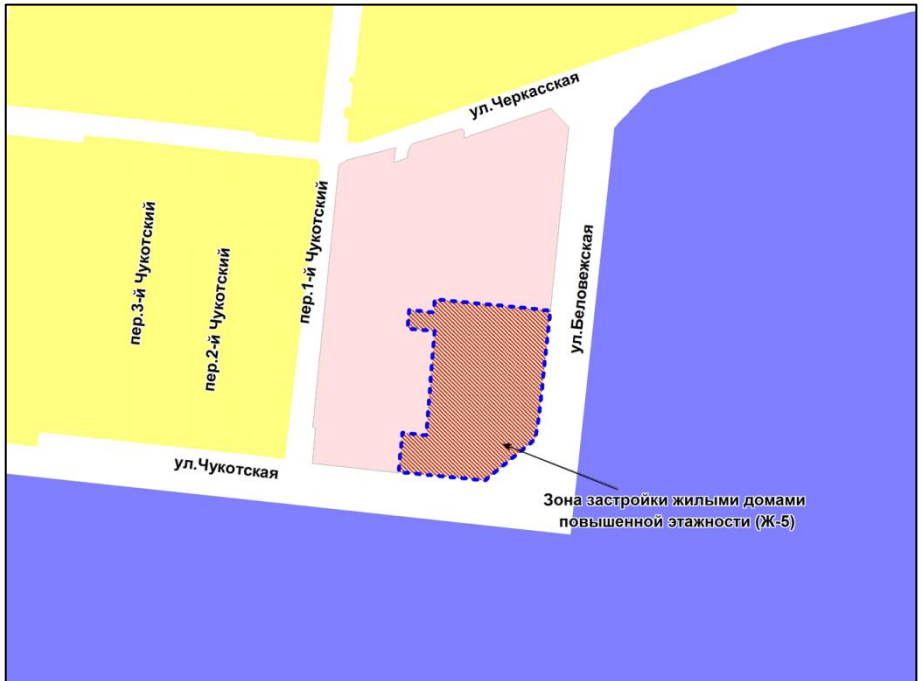 ул.Черкасская
пер.3-й Чукотский
пер.2-й Чукотский
пер.1-й Чукотский
ул.Беловежская
ул.Чукотская
Зона застройки жилыми домами
повышенной этажности (Ж-5)